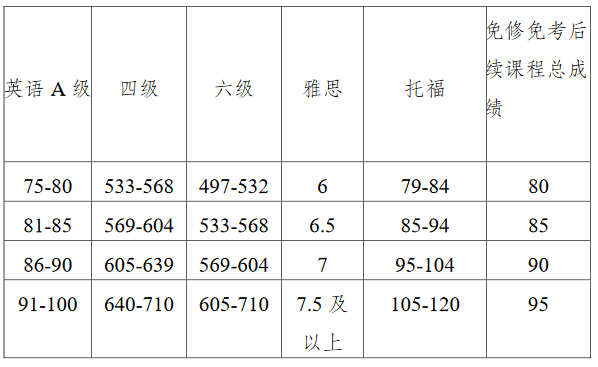 英语 A 级 四级 六级 雅思 托福 免修免考后
续课程总成
绩
75-80 533-568 497-532 6 79-84 80
81-85 569-604 533-568 6.5 85-94 85
86-90 605-639 569-604 7 95-104 90
91-100 640-710 605-710 7.5 及 105-120 95
以上